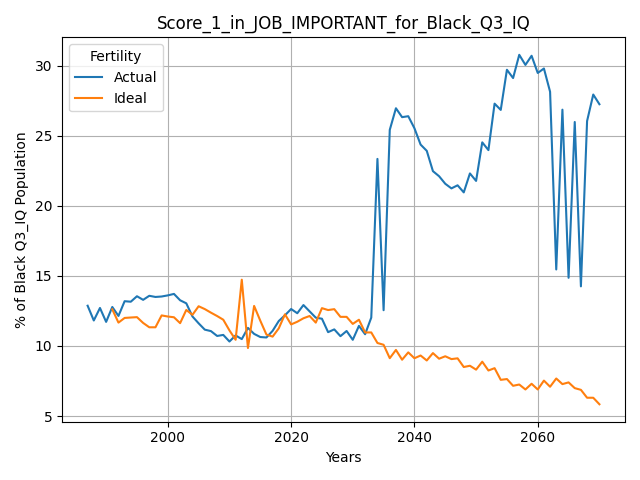 Score_1_in_JOB_IMPORTANT_for_Black_Q3_IQ
Fertility
Actual
Ideal
% of Black Q3_IQ Population
30
25
20
15
10
5
2000
2020
2040
2060
Years